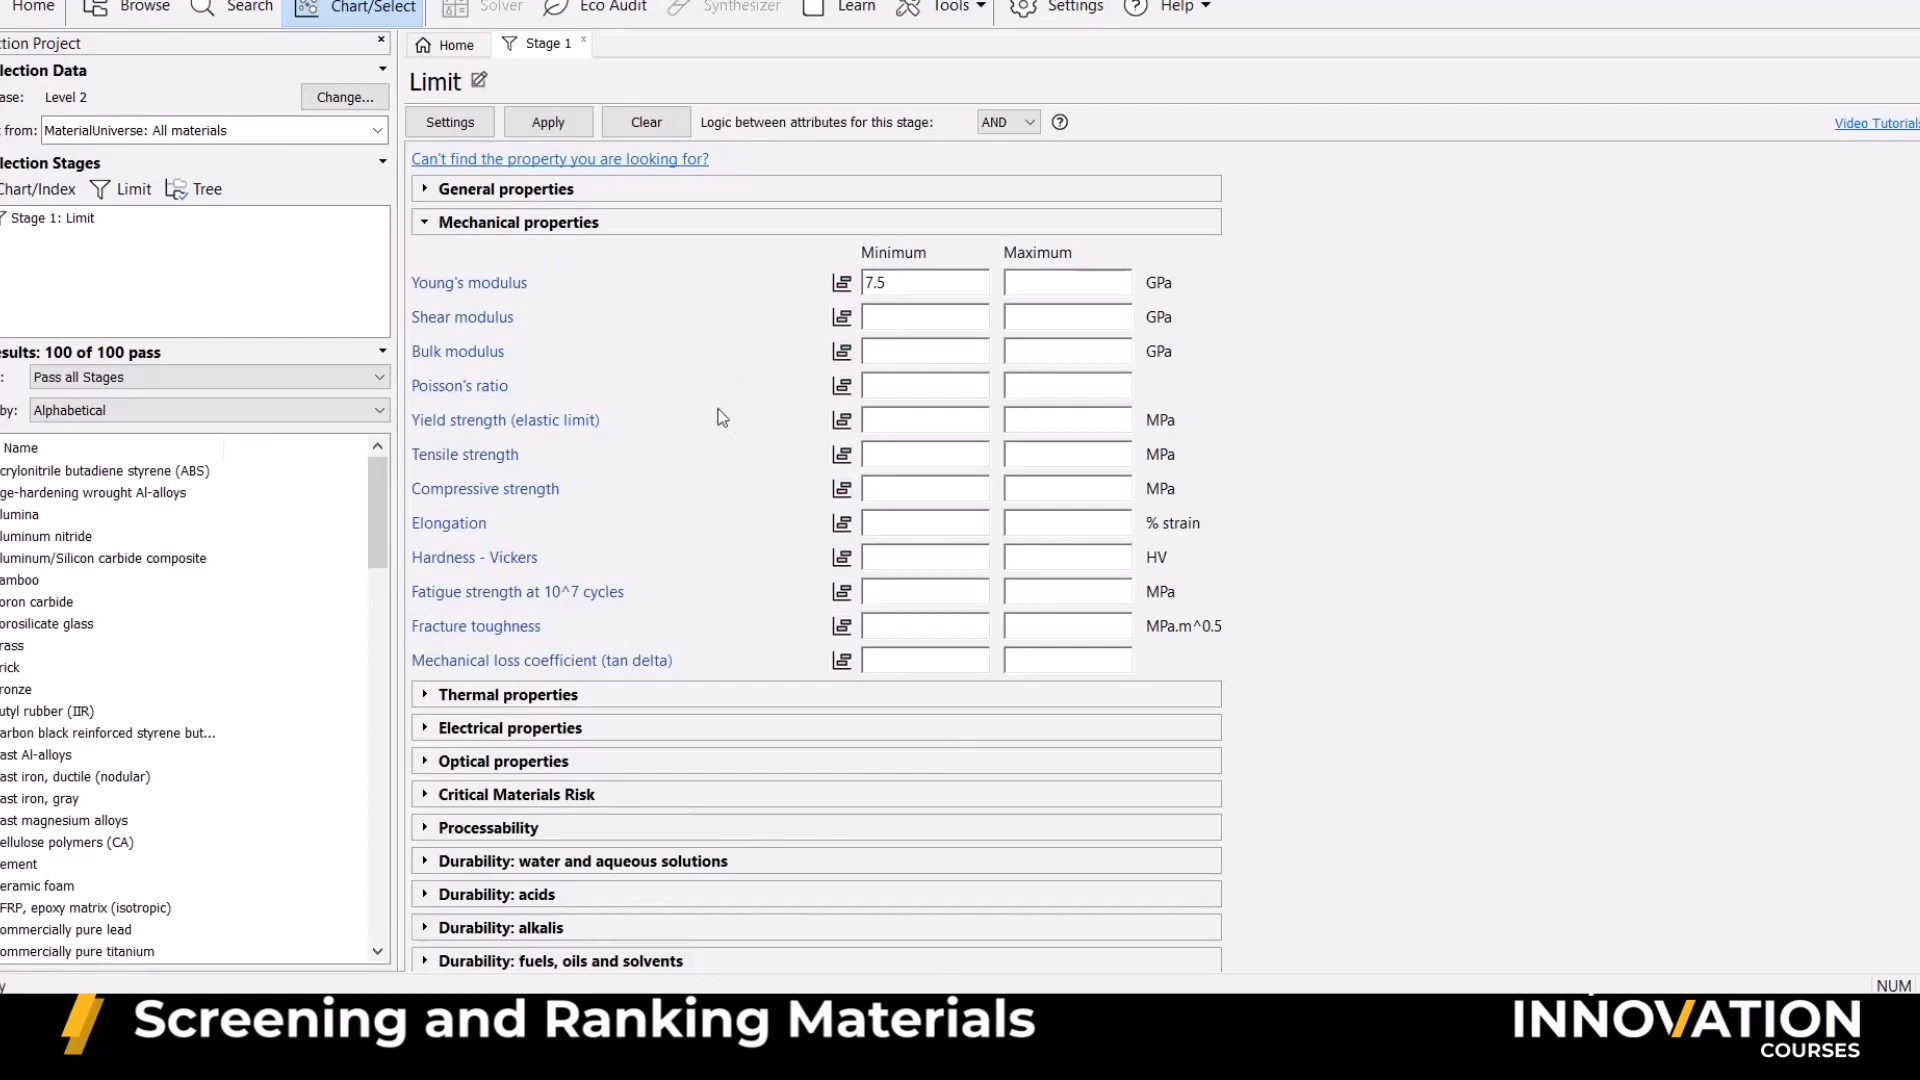 Home Browse Search Chart/Select Solver Eco Audit Synthesizer Learn Tools Settings Help
ction Project
Home Stage 1
lection Data
Limit
ase: Level 2 Change...
Settings Apply Clear Logic between attributes for this stage: AND Video Tutorials
t from: MaterialUniverse: All materials
lection Stages
Can't find the property you are looking for?
Chart/Index Limit Tree
General properties
Stage 1: Limit
Mechanical properties
Minimum Maximum
Young's modulus 7.5 GPa
Shear modulus GPa
Bulk modulus GPa
Poisson's ratio
Yield strength (elastic limit) MPa
Tensile strength MPa
Compressive strength MPa
Elongation % strain
Hardness - Vickers HV
Fatigue strength at 10^7 cycles MPa
Fracture toughness MPa.m^0.5
Mechanical loss coefficient (tan delta)
Thermal properties
Electrical properties
Optical properties
Critical Materials Risk
Processability
Durability: water and aqueous solutions
Durability: acids
Durability: alkalis
Durability: fuels, oils and solvents
esults: 100 of 100 pass
: Pass all Stages
by: Alphabetical
Name
crylonitrile butadiene styrene (ABS)
ge-hardening wrought Al-alloys
lumina
luminum nitride
luminum/Silicon carbide composite
amboo
oron carbide
orosilicate glass
rass
rick
ronze
utyl rubber (IIR)
arbon black reinforced styrene but...
ast Al-alloys
ast iron, ductile (nodular)
ast iron, gray
ast magnesium alloys
ellulose polymers (CA)
ement
eramic foam
FRP, epoxy matrix (isotropic)
ommercially pure lead
ommercially pure titanium
y NUM
Screening and Ranking Materials
INNOVATION
COURSES